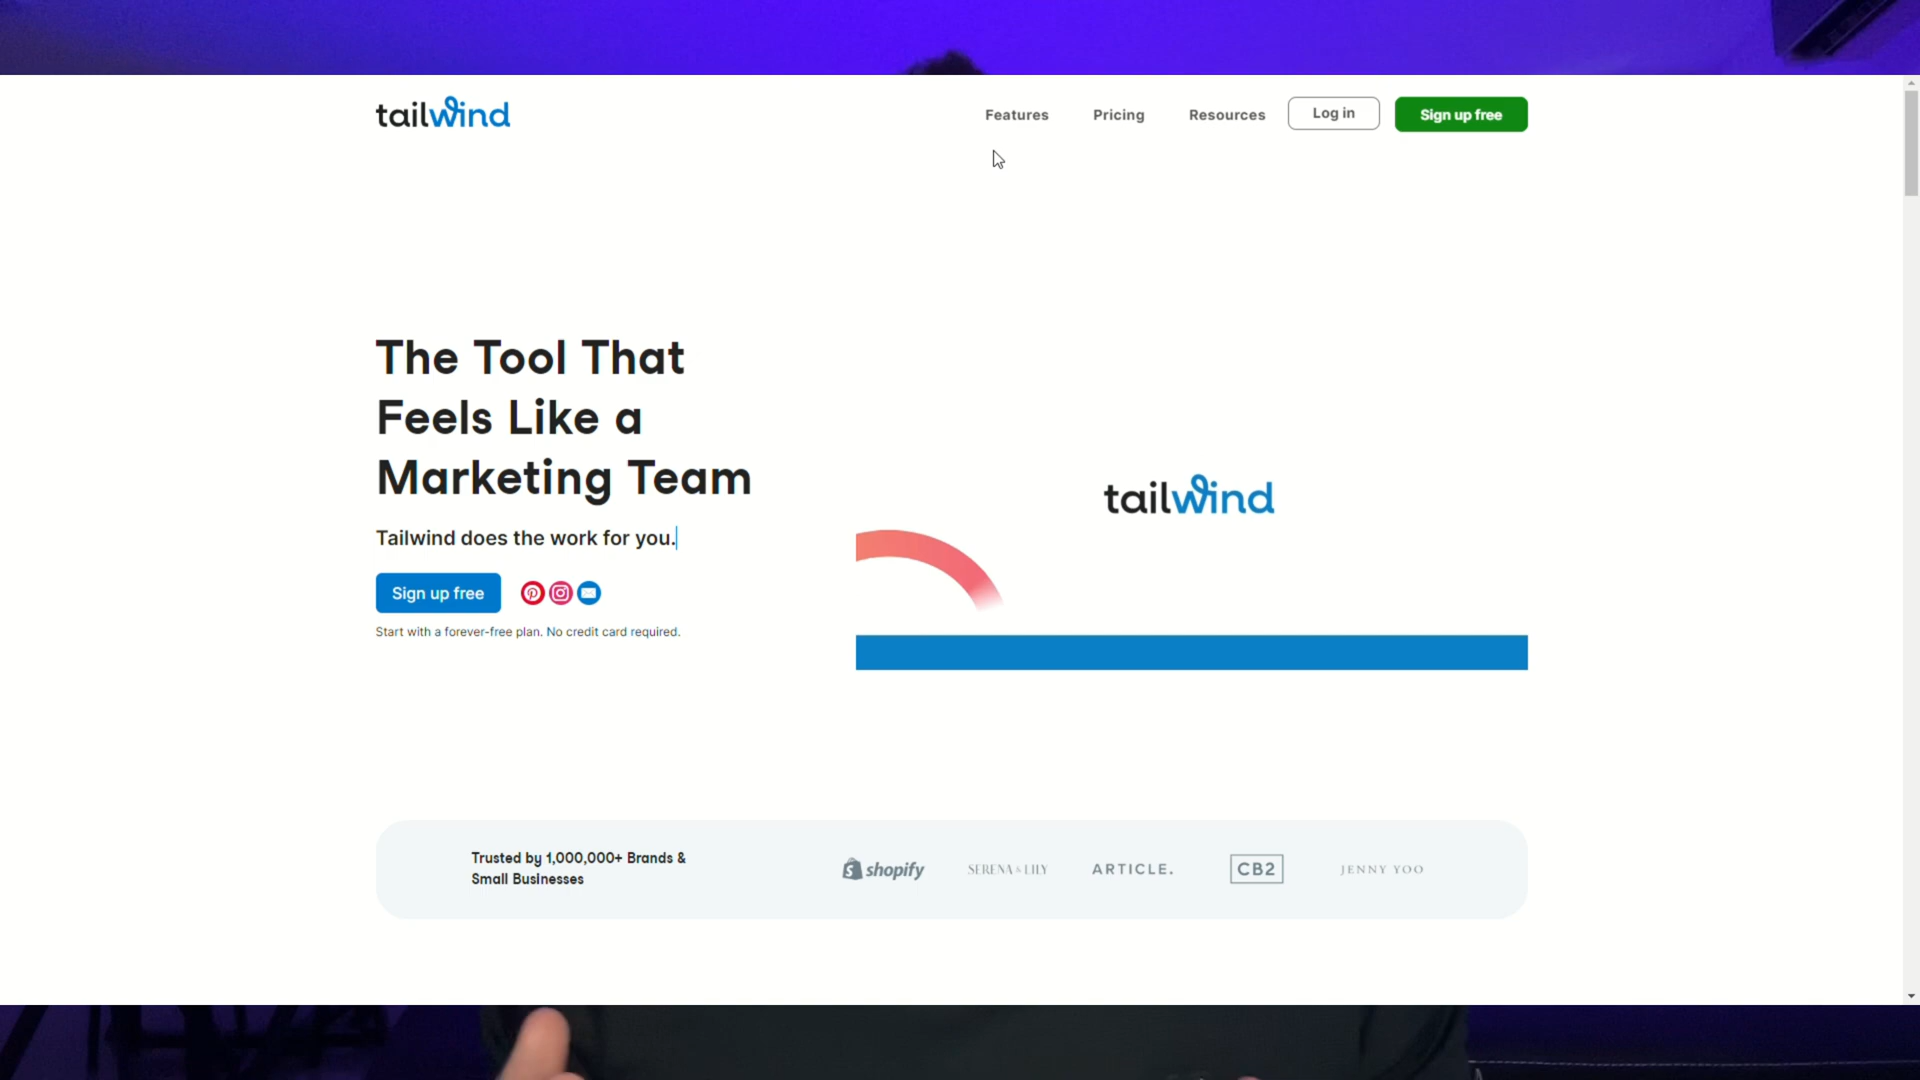 tailwind
Features
Pricing
Resources
Log in
Sign up free
The Tool That
Feels Like a
Marketing Team
Tailwind does the work for you.
Sign up free
Start with a forever-free plan. No credit card required.
tailwind
Trusted by 1,000,000+ Brands &
Small Businesses
shopify
SERENA & LILY
ARTICLE.
CB2
JENNY YOO